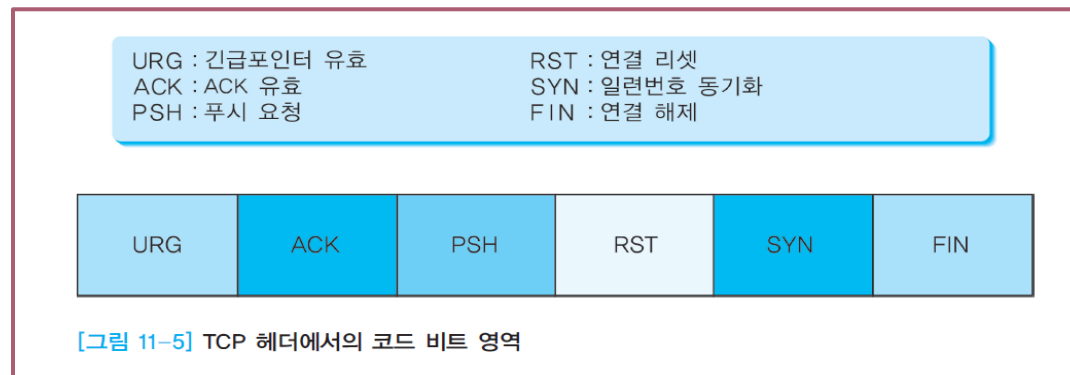 URG : 긴급포인터 유효
ACK : ACK 유효
PSH : 푸시 요청
RST : 연결 리셋
SYN : 일련번호 동기화
FIN : 연결 해제
URG ACK PSH RST SYN FIN
[그림 11-5] TCP 헤더에서의 코드 비트 영역